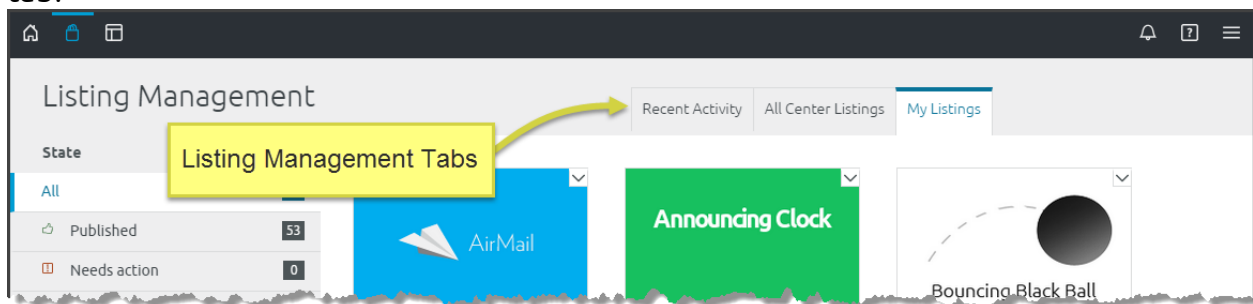 Listing Management
Recent Activity
All Center Listings
My Listings
Listing Management Tabs
State
All
Published 53
Needs action 0
AirMail
Announcing Clock
Bouncing Black Ball